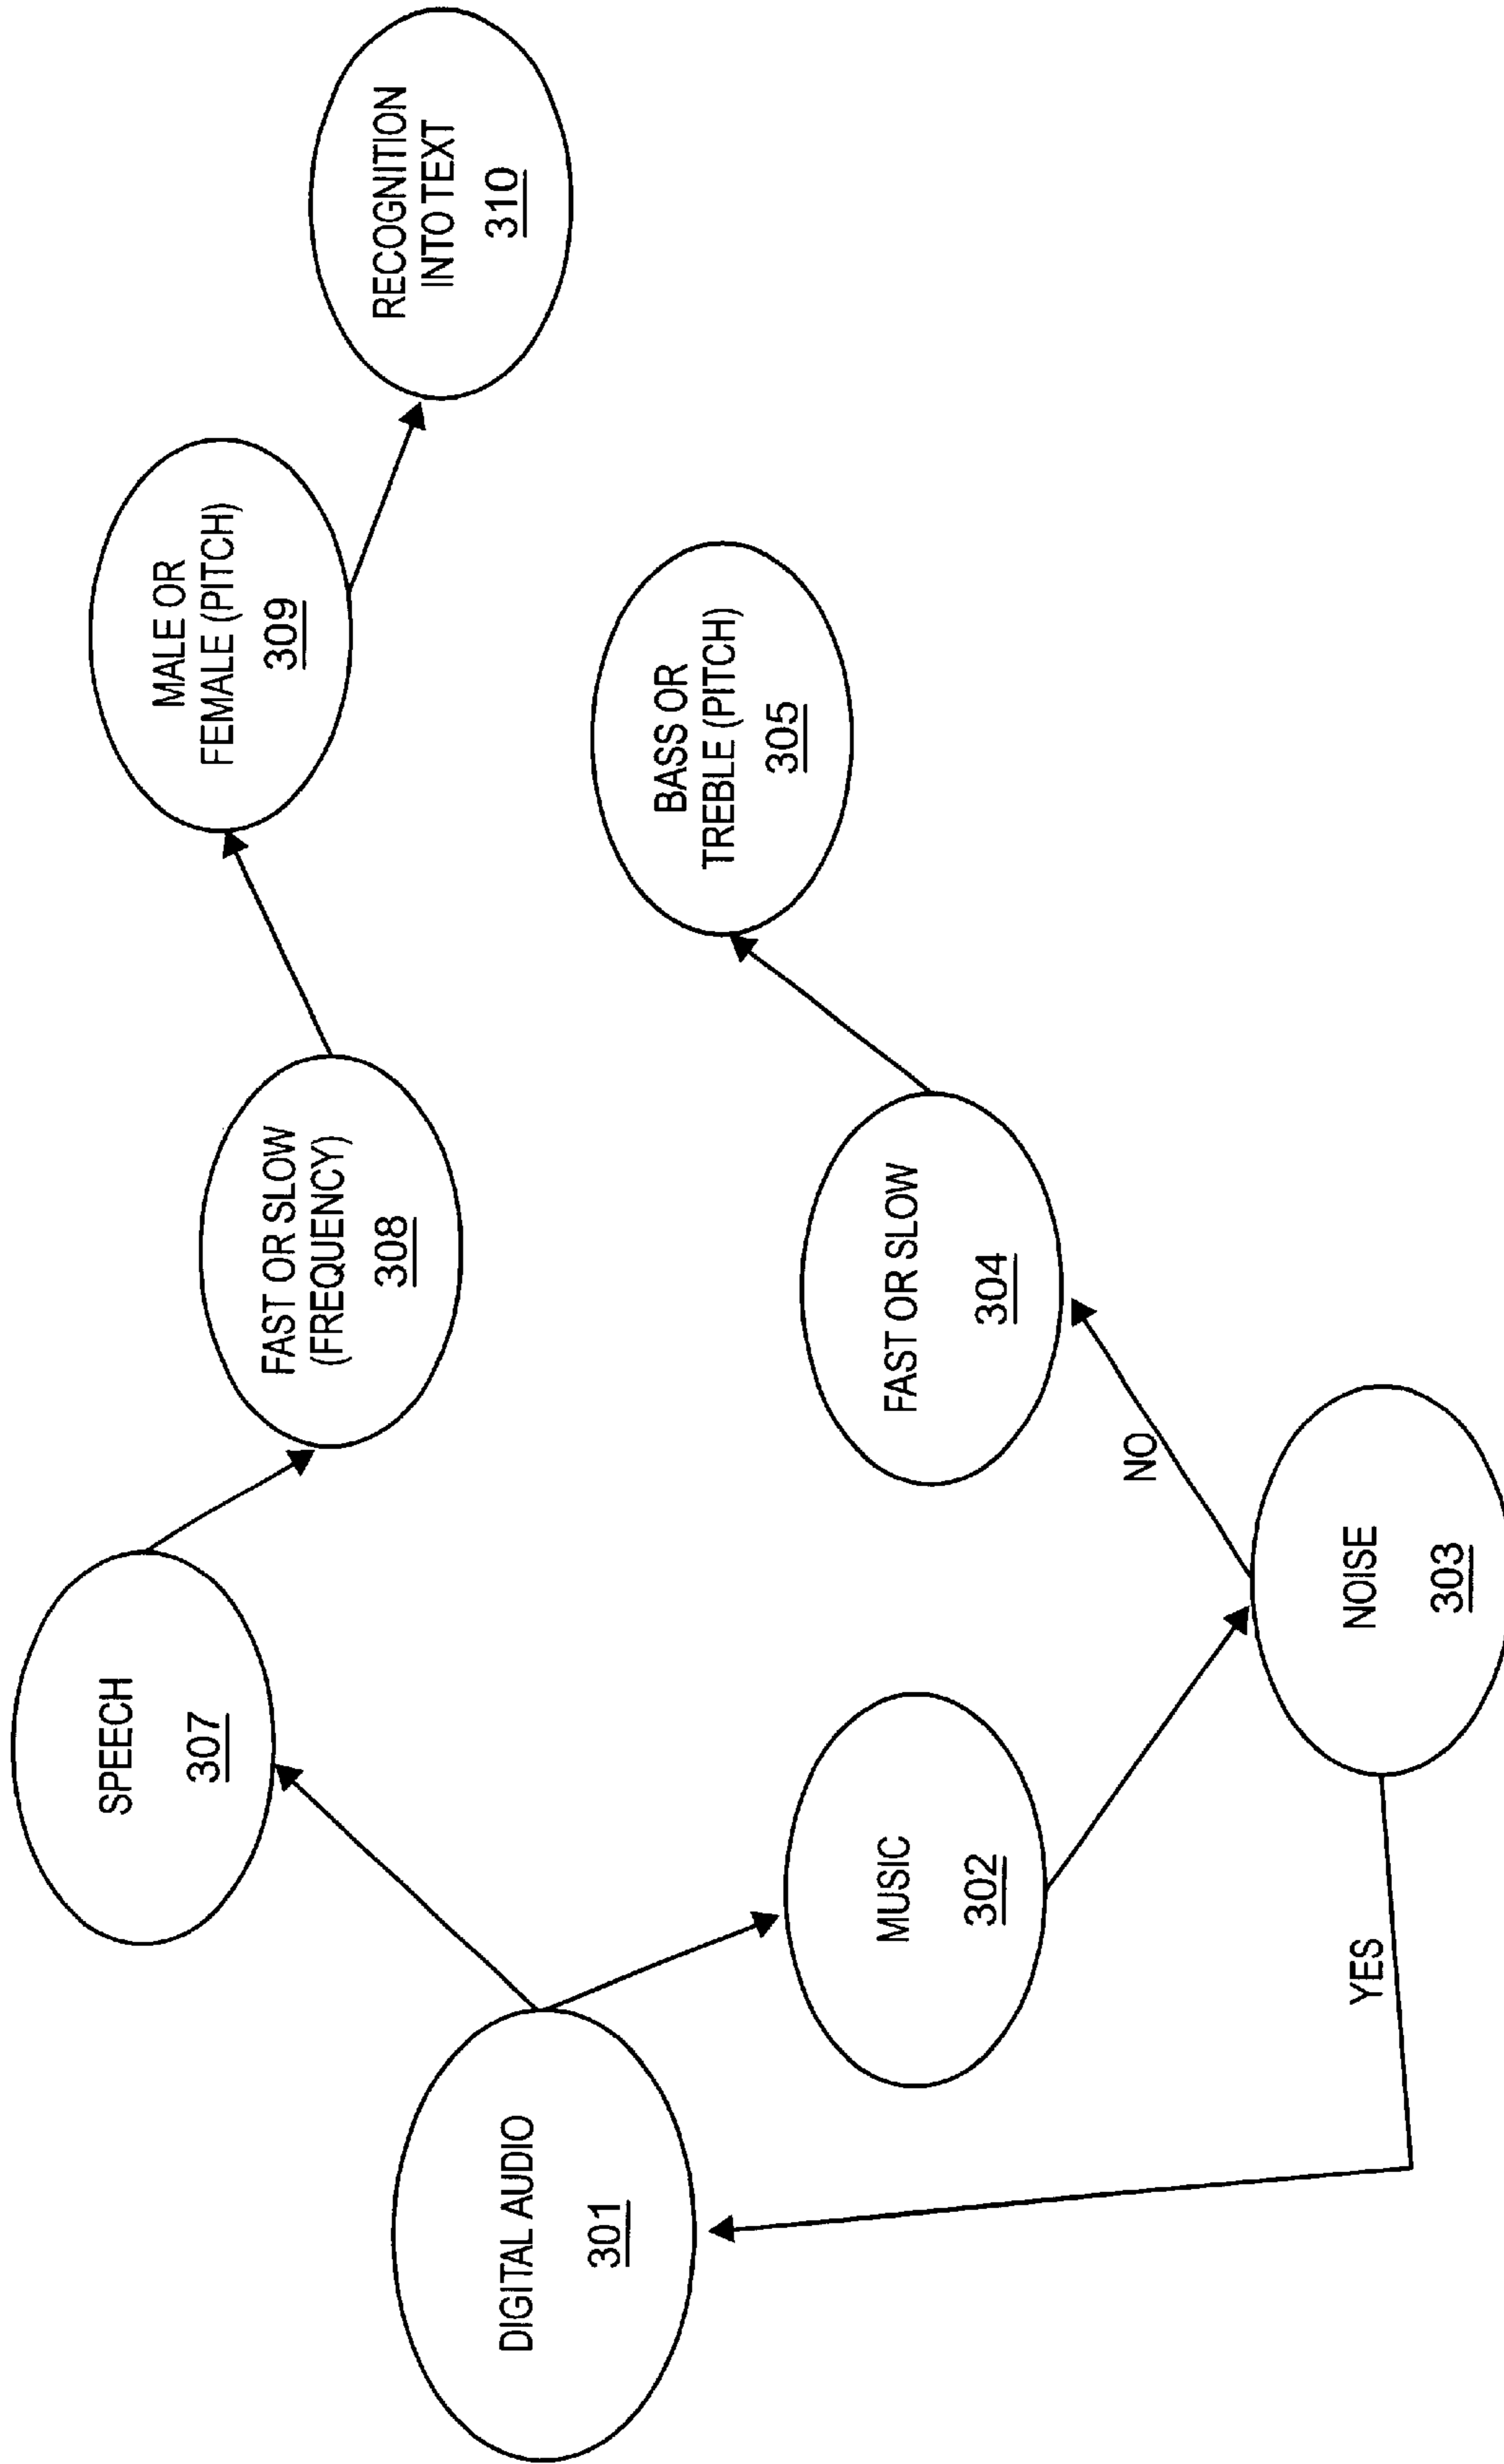 DIGITAL AUDIO
301
SPEECH
307
FAST OR SLOW
(FREQUENCY)
308
MALE OR
FEMALE (PITCH)
309
RECOGNITION
INTO TEXT
310
MUSIC
302
NOISE
303
YES
NO
FAST OR SLOW
304
BASS OR
TREBLE (PITCH)
305